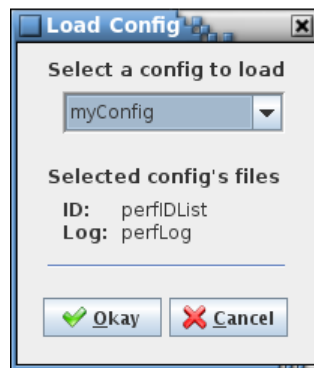 Load Config
Select a config to load
myConfig
Selected config's files
ID: perfIDList
Log: perfLog
Okay Cancel